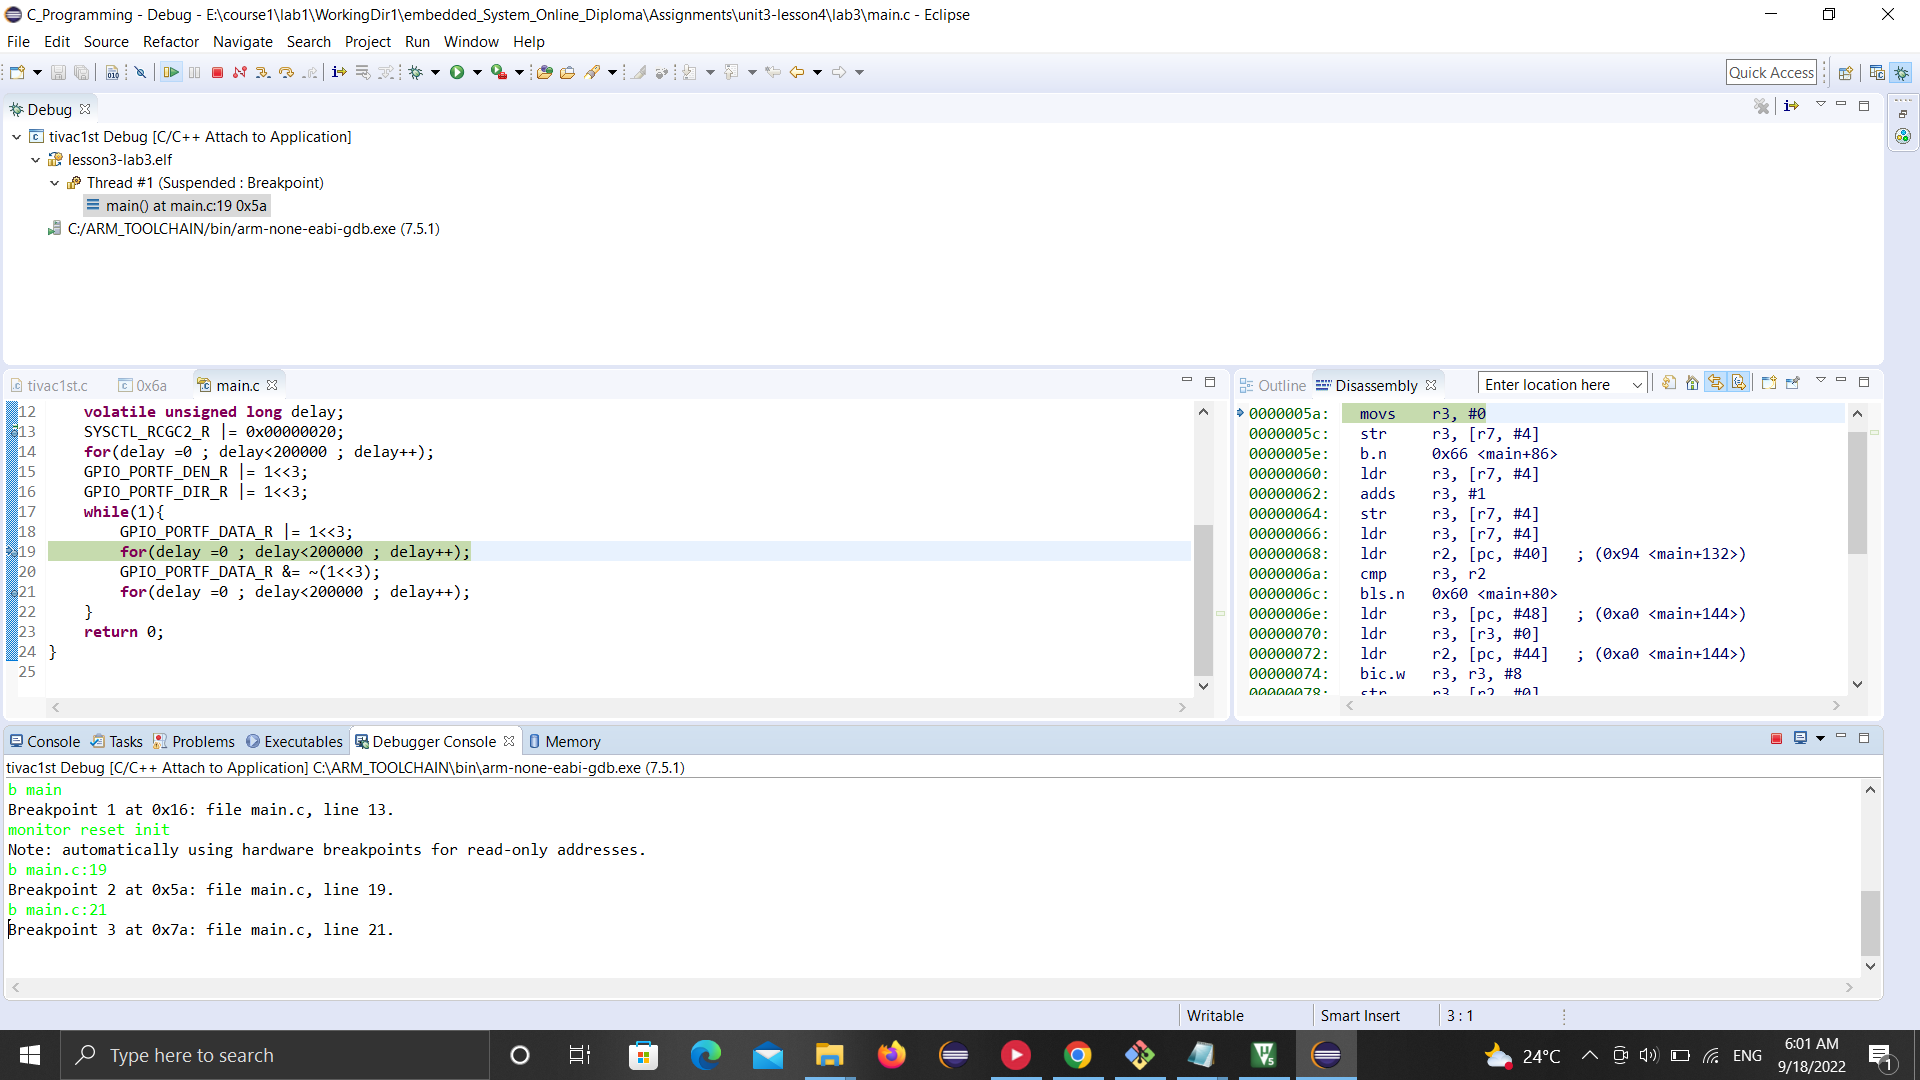 C_Programming - Debug - E:\course1\lab1\WorkingDir1\embedded_System_Online_Diploma\Assignments\unit3-lesson4\lab3\main.c - Eclipse
File Edit Source Refactor Navigate Search Project Run Window Help
Quick Access
Debug
tivac1st Debug [C/C++ Attach to Application]
lesson3-lab3.elf
Thread #1 (Suspended : Breakpoint)
main() at main.c:19 0x5a
C:/ARM_TOOLCHAIN/bin/arm-none-eabi-gdb.exe (7.5.1)
tivac1st.c 0x6a main.c
12 volatile unsigned long delay;
13 SYSCTL_RCGC2_R |= 0x00000020;
14 for(delay =0 ; delay<200000 ; delay++);
15 GPIO_PORTF_DEN_R |= 1<<3;
16 GPIO_PORTF_DIR_R |= 1<<3;
17 while(1){
18 GPIO_PORTF_DATA_R |= 1<<3;
19 for(delay =0 ; delay<200000 ; delay++);
20 GPIO_PORTF_DATA_R &= ~(1<<3);
21 for(delay =0 ; delay<200000 ; delay++);
22 }
23 return 0;
24 }
25
Outline Disassembly Enter location here
0000005a: movs r3, #0
0000005c: str r3, [r7, #4]
0000005e: b.n 0x66 <main+86>
00000060: ldr r3, [r7, #4]
00000062: adds r3, #1
00000064: str r3, [r7, #4]
00000066: ldr r3, [r7, #4]
00000068: ldr r2, [pc, #40] ; (0x94 <main+132>)
0000006a: cmp r3, r2
0000006c: bls.n 0x60 <main+80>
0000006e: ldr r3, [pc, #48] ; (0xa0 <main+144>)
00000070: ldr r3, [r3, #0]
00000072: ldr r2, [pc, #44] ; (0xa0 <main+144>)
00000074: bic.w r3, r3, #8
00000078: str r3, [r2, #0]
Console Tasks Problems Executables Debugger Console Memory
tivac1st Debug [C/C++ Attach to Application] C:\ARM_TOOLCHAIN\bin\arm-none-eabi-gdb.exe (7.5.1)
b main
Breakpoint 1 at 0x16: file main.c, line 13.
monitor reset init
Note: automatically using hardware breakpoints for read-only addresses.
b main.c:19
Breakpoint 2 at 0x5a: file main.c, line 19.
b main.c:21
Breakpoint 3 at 0x7a: file main.c, line 21.
Writable Smart Insert 3 : 1
Type here to search
24°C ENG
6:01 AM
9/18/2022
1